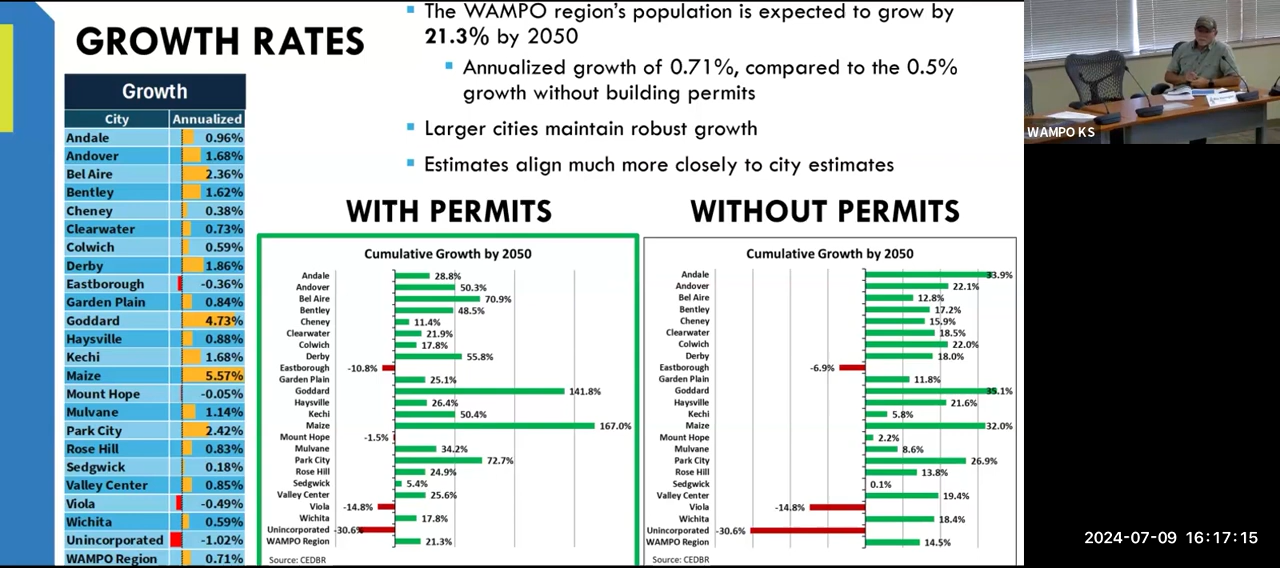 GROWTH RATES
The WAMPO region's population is expected to grow by
21.3% by 2050
Annualized growth of 0.71%, compared to the 0.5%
growth without building permits
Larger cities maintain robust growth
Estimates align much more closely to city estimates
Growth
City Annualized
Andale 0.96%
Andover 1.68%
Bel Aire 2.36%
Bentley 1.62%
Cheney 0.38%
Clearwater 0.73%
Colwich 0.59%
Derby 1.86%
Eastborough -0.36%
Garden Plain 0.84%
Goddard 4.73%
Haysville 0.88%
Kechi 1.68%
Maize 5.57%
Mount Hope -0.05%
Mulvane 1.14%
Park City 2.42%
Rose Hill 0.83%
Sedgwick 0.18%
Valley Center 0.85%
Viola -0.49%
Wichita 0.59%
Unincorporated -1.02%
WAMPO Region 0.71%
WITH PERMITS
Cumulative Growth by 2050
Andale 28.8%
Andover 50.3%
Bel Aire 70.9%
Bentley 48.5%
Cheney 11.4%
Clearwater 21.9%
Colwich 17.8%
Derby 55.8%
Eastborough -10.8%
Garden Plain 25.1%
Goddard 141.8%
Haysville 26.4%
Kechi 50.4%
Maize 167.0%
Mount Hope -1.5%
Mulvane 34.2%
Park City 72.7%
Rose Hill 24.9%
Sedgwick 5.4%
Valley Center 25.6%
Viola -14.8%
Wichita 17.8%
Unincorporated -30.6%
WAMPO Region 21.3%
Source: CEDBR
WITHOUT PERMITS
Cumulative Growth by 2050
Andale 33.9%
Andover 22.1%
Bel Aire 12.8%
Bentley 17.2%
Cheney 15.9%
Clearwater 18.5%
Colwich 22.0%
Derby 18.0%
Eastborough -6.9%
Garden Plain 11.8%
Goddard 35.1%
Haysville 21.6%
Kechi 5.8%
Maize 32.0%
Mount Hope 2.2%
Mulvane 8.6%
Park City 26.9%
Rose Hill 13.8%
Sedgwick 0.1%
Valley Center 19.4%
Viola -14.8%
Wichita 18.4%
Unincorporated -30.6%
WAMPO Region 14.5%
Source: CEDBR
WAMPO KS
2024-07-09 16:17:15